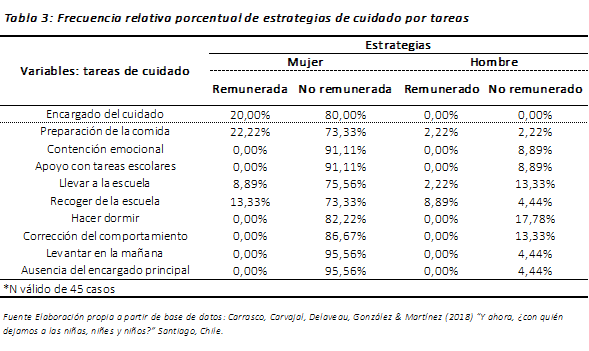 Tabla 3: Frecuencia relativa porcentual de estrategias de cuidado por tareas
Estrategias
Variables: tareas de cuidado Mujer Hombre
Remunerada No remunerada Remunerado No remunerado
Encargado del cuidado 20,00% 80,00% 0,00% 0,00%
Preparación de la comida 22,22% 73,33% 2,22% 2,22%
Contención emocional 0,00% 91,11% 0,00% 8,89%
Apoyo con tareas escolares 0,00% 91,11% 0,00% 8,89%
Llevar a la escuela 8,89% 75,56% 2,22% 13,33%
Recoger de la escuela 13,33% 73,33% 8,89% 4,44%
Hacer dormir 0,00% 82,22% 0,00% 17,78%
Corrección del comportamiento 0,00% 86,67% 0,00% 13,33%
Levantar en la mañana 0,00% 95,56% 0,00% 4,44%
Ausencia del encargado principal 0,00% 95,56% 0,00% 4,44%
*N válido de 45 casos
Fuente Elaboración propia a partir de base de datos: Carrasco, Carvajal, Delaveau, González & Martínez (2018) "Y ahora, ¿con quién
dejamos a las niñas, niñes y niños?" Santiago, Chile.